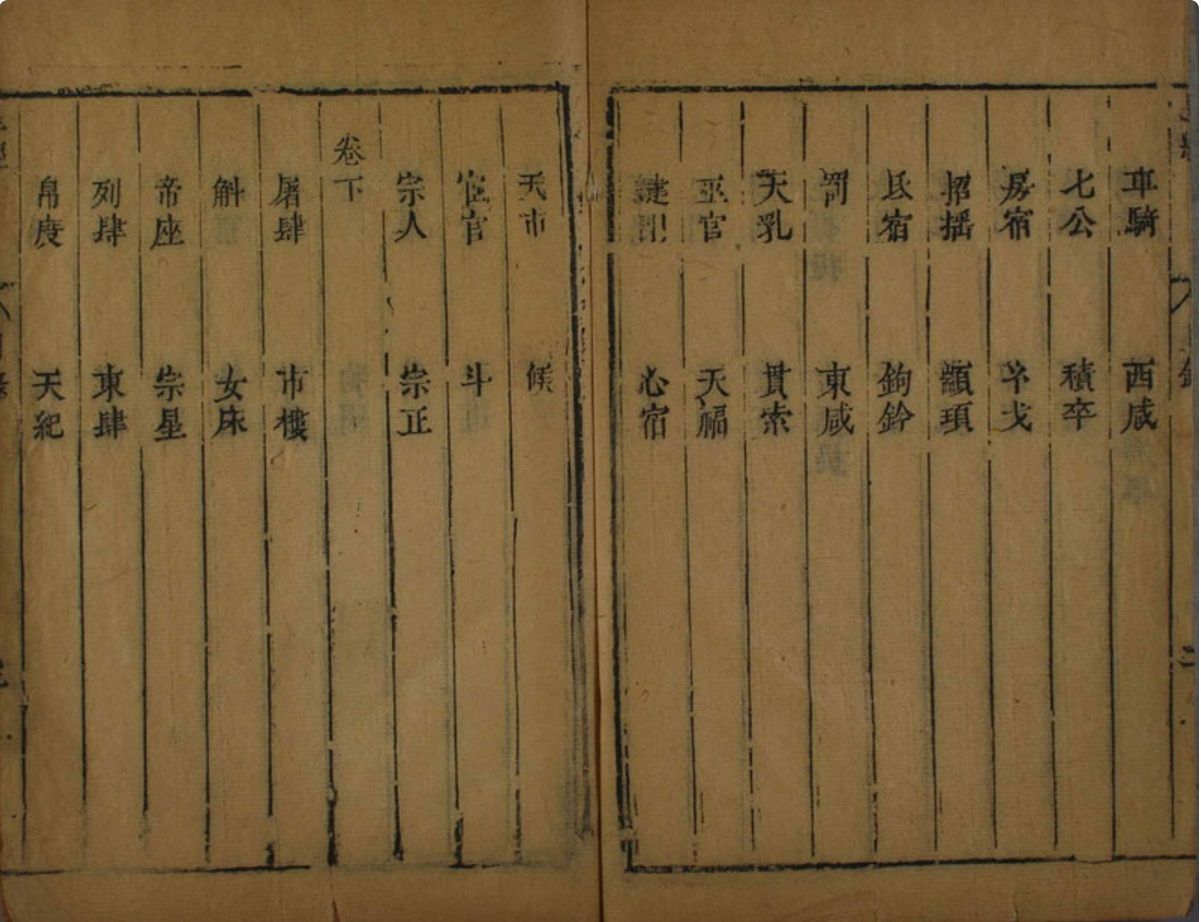 車騎　西咸
七公　積卒
房宿　戈
招搖　顓頊
氐宿　鉤鈐
罰　東咸
天乳　貫索
巫官　天福
鍵閉　心宿
天市　候
宦官　斗
宗人　宗正
卷下
屠肆　市樓
斛　女床
帝座　宗星
列肆　東肆
帛度　天紀